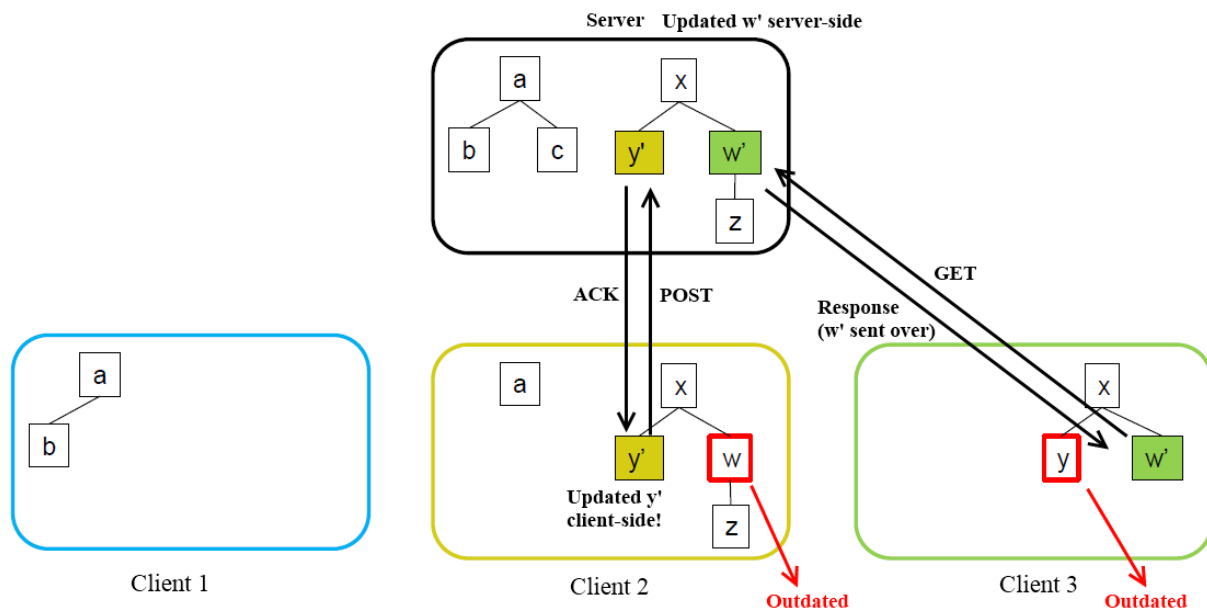 Server Updated w' server-side
a x
b c y' w’
z
ACK POST
GET
Response
(w' sent over)
a
b
Client 1
a x
y’ w
Updated y'
client-side!
z
Client 2
Outdated
x
y w’
Client 3
Outdated